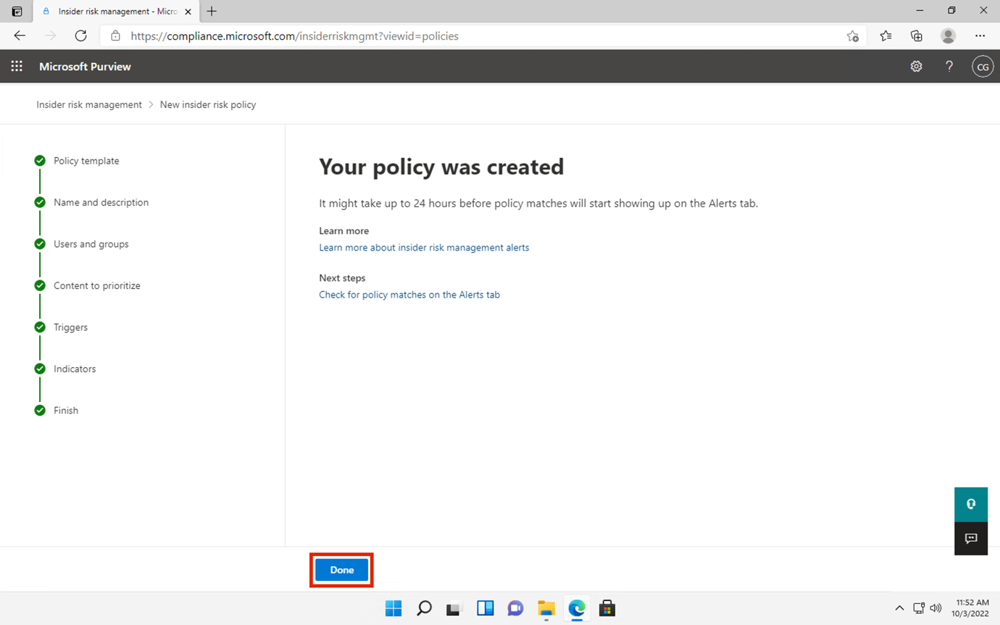 Insider risk management - Micro
https://compliance.microsoft.com/insiderriskmgmt?viewid=policies
Microsoft Purview
?
CG
Insider risk management > New insider risk policy
Policy template
Name and description
Users and groups
Content to prioritize
Triggers
Indicators
Finish
Your policy was created
It might take up to 24 hours before policy matches will start showing up on the Alerts tab.
Learn more
Learn more about insider risk management alerts
Next steps
Check for policy matches on the Alerts tab
Done
11:52 AM
10/3/2022